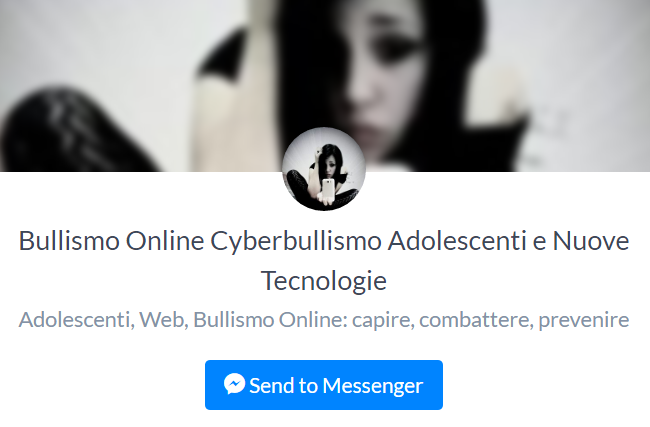 Bullismo Online Cyberbullismo Adolescenti e Nuove
Tecnologie
Adolescenti, Web, Bullismo Online: capire, combattere, prevenire
Send to Messenger